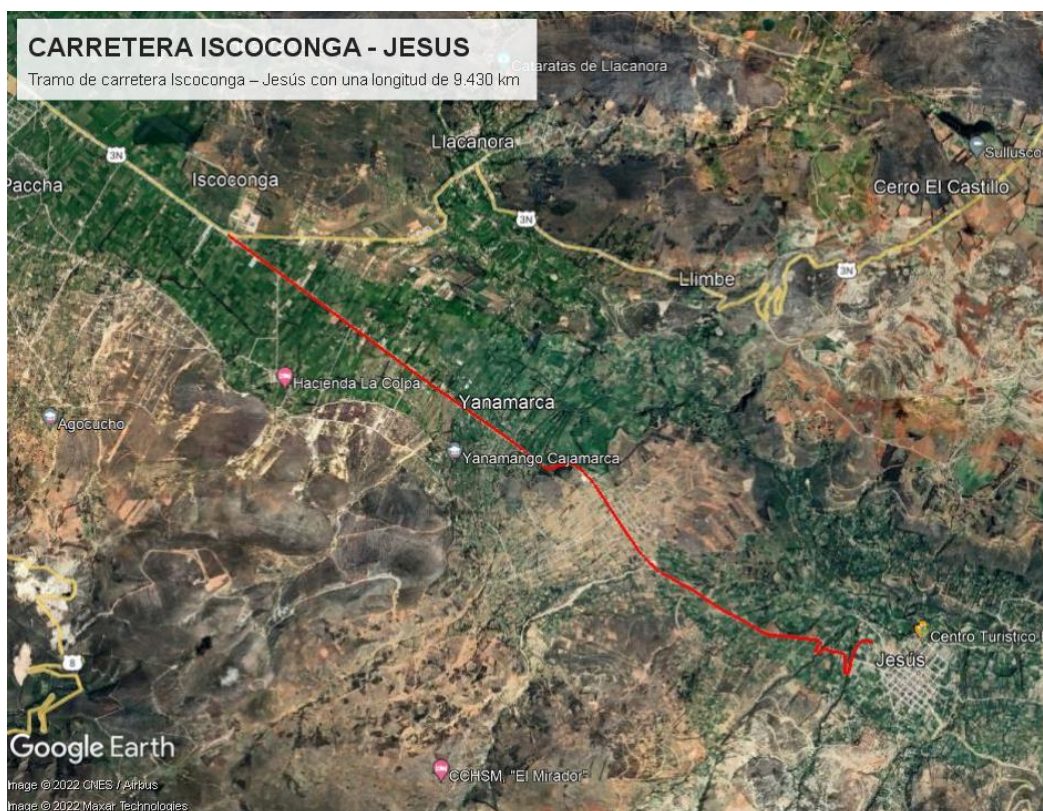 CARRETERA ISCOCONGA - JESUS
Tramo de carretera Iscoconga – Jesús con una longitud de 9.430 km
Cataratas de Llacanora
Llacanora
3N
Sullusco
Paccha
Iscoconga
Cerro El Castillo
3N
3N
Llimbe
Hacienda La Colpa
Yanamarca
Agocucho
Yanamango Cajamarca
Centro Turistico
Jesús
8
Google Earth
CCHSM. "El Mirador"
Image © 2022 CNES / Airbus
Image © 2022 Maxar Technologies